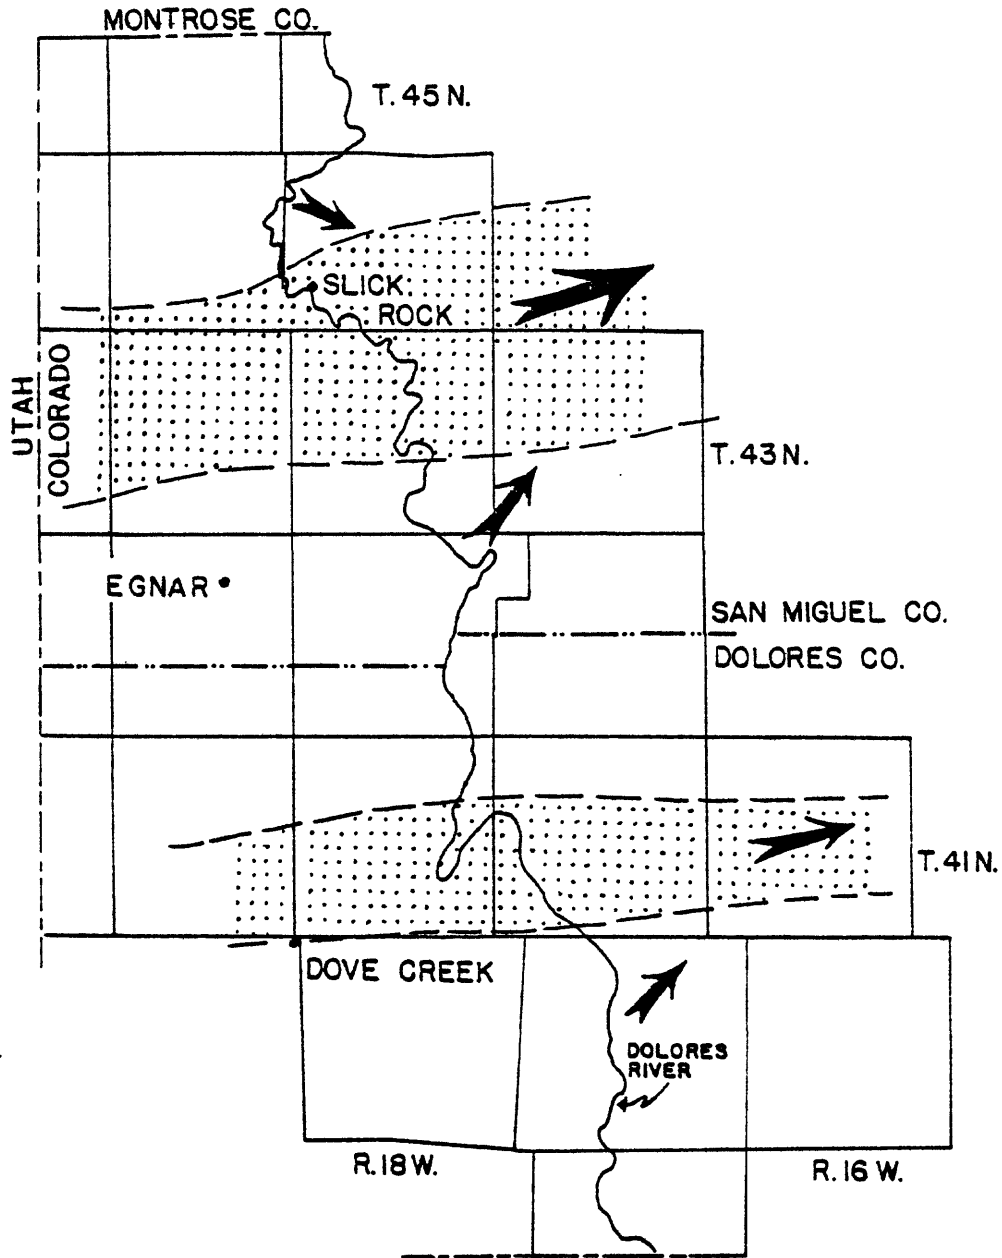 MONTROSE CO.
T. 45 N.
SLICK
ROCK
UTAH
COLORADO
T. 43 N.
EGNAR
SAN MIGUEL CO.
DOLORES CO.
T. 41 N.
DOVE CREEK
DOLORES
RIVER
R. 18 W.
R. 16 W.